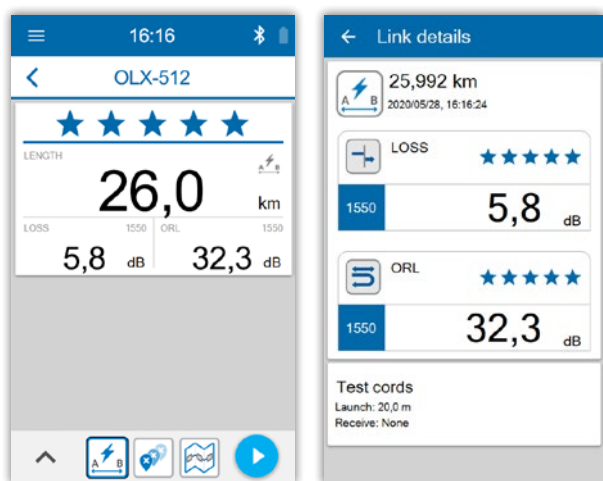 16:16
OLX-512
LENGTH
A B
26,0 km
LOSS 1550 ORL 1550
5,8 dB 32,3 dB
A B
Link details
A B
25,992 km
2020/05/28, 16:16:24
LOSS
1550 5,8 dB
ORL
1550 32,3 dB
Test cords
Launch: 20,0 m
Receive: None